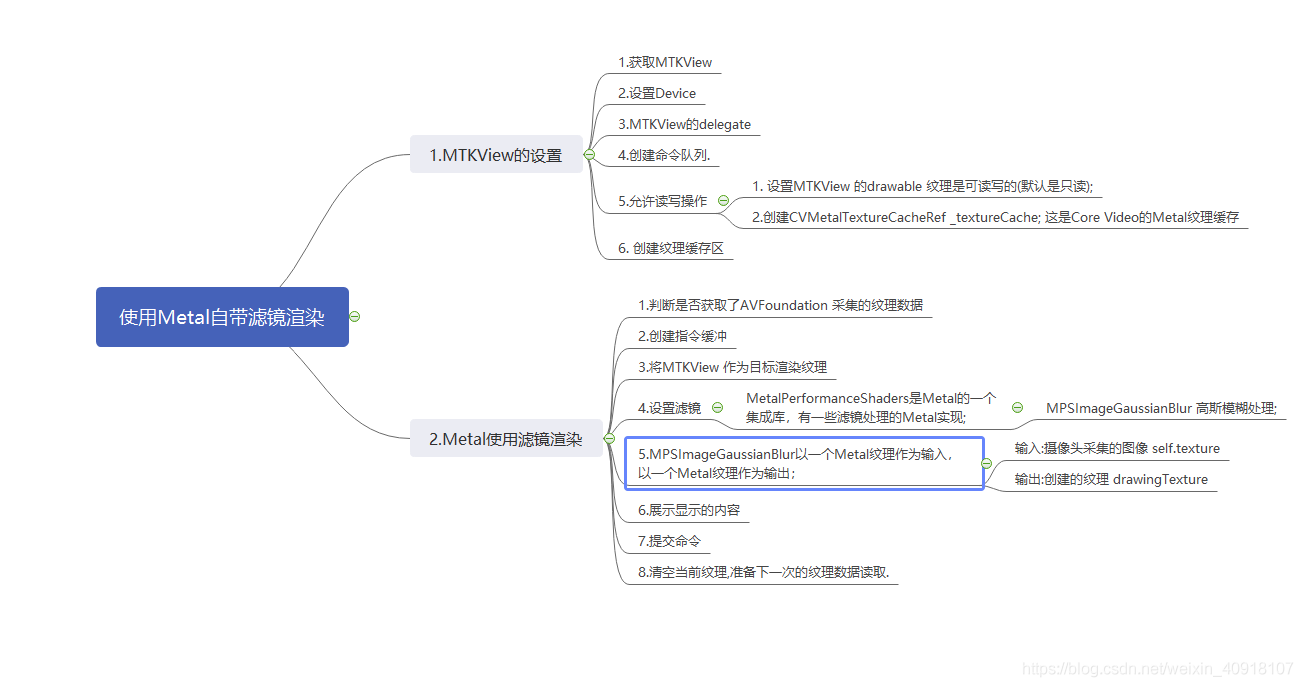 使用Metal自带滤镜渲染
1.MTKView的设置
1.获取MTKView
2.设置Device
3.MTKView的delegate
4.创建命令队列.
5.允许读写操作
1. 设置MTKView 的drawable 纹理是可读写的(默认是只读);
2.创建CVMetalTextureCacheRef _textureCache; 这是Core Video的Metal纹理缓存
6. 创建纹理缓存区
2.Metal使用滤镜渲染
1.判断是否获取了AVFoundation 采集的纹理数据
2.创建指令缓冲
3.将MTKView 作为目标渲染纹理
4.设置滤镜
MetalPerformanceShaders是Metal的一个
集成库，有一些滤镜处理的Metal实现;
MPSImageGaussianBlur 高斯模糊处理;
5.MPSImageGaussianBlur以一个Metal纹理作为输入，
以一个Metal纹理作为输出；
输入:摄像头采集的图像 self.texture
输出:创建的纹理 drawingTexture
6.展示显示的内容
7.提交命令
8.清空当前纹理,准备下一次的纹理数据读取.
https://blog.csdn.net/weixin_40918107